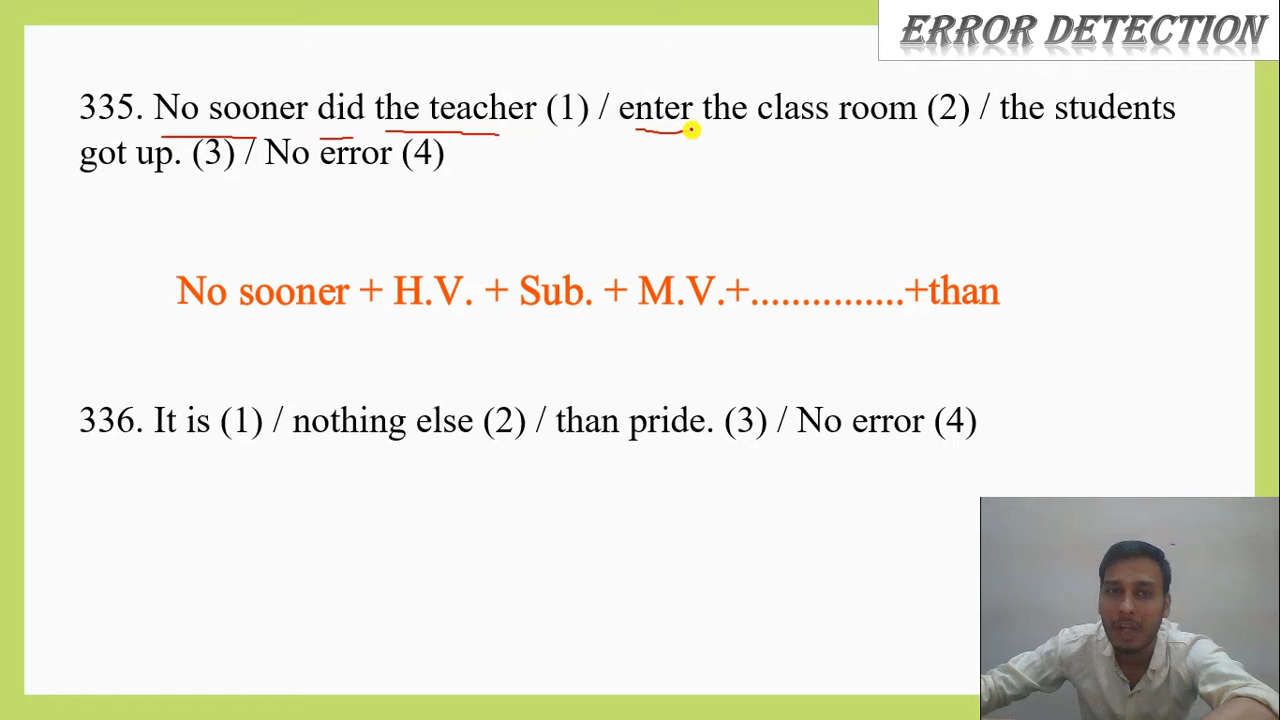 ERROR DETECTION
335. No sooner did the teacher (1) / enter the class room (2) / the students
got up. (3) / No error (4)
No sooner + H.V. + Sub. + M.V.+...............+than
336. It is (1) / nothing else (2) / than pride. (3) / No error (4)